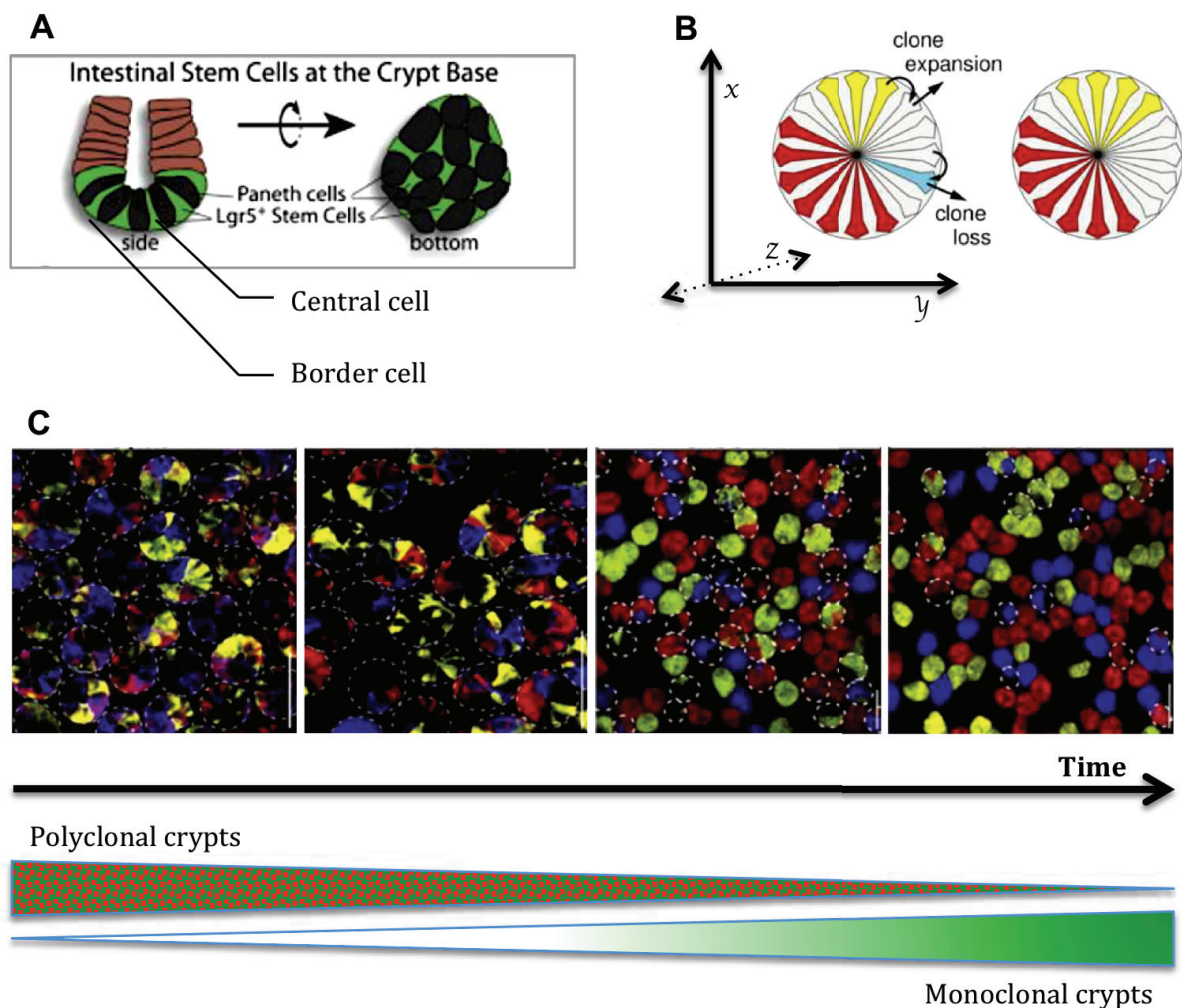 A
Intestinal Stem Cells at the Crypt Base
Paneth cells
Lgr5⁺ Stem Cells
side
bottom
Central cell
Border cell
B
x
z
y
clone
expansion
clone
loss
C
Time
Polyclonal crypts
Monoclonal crypts